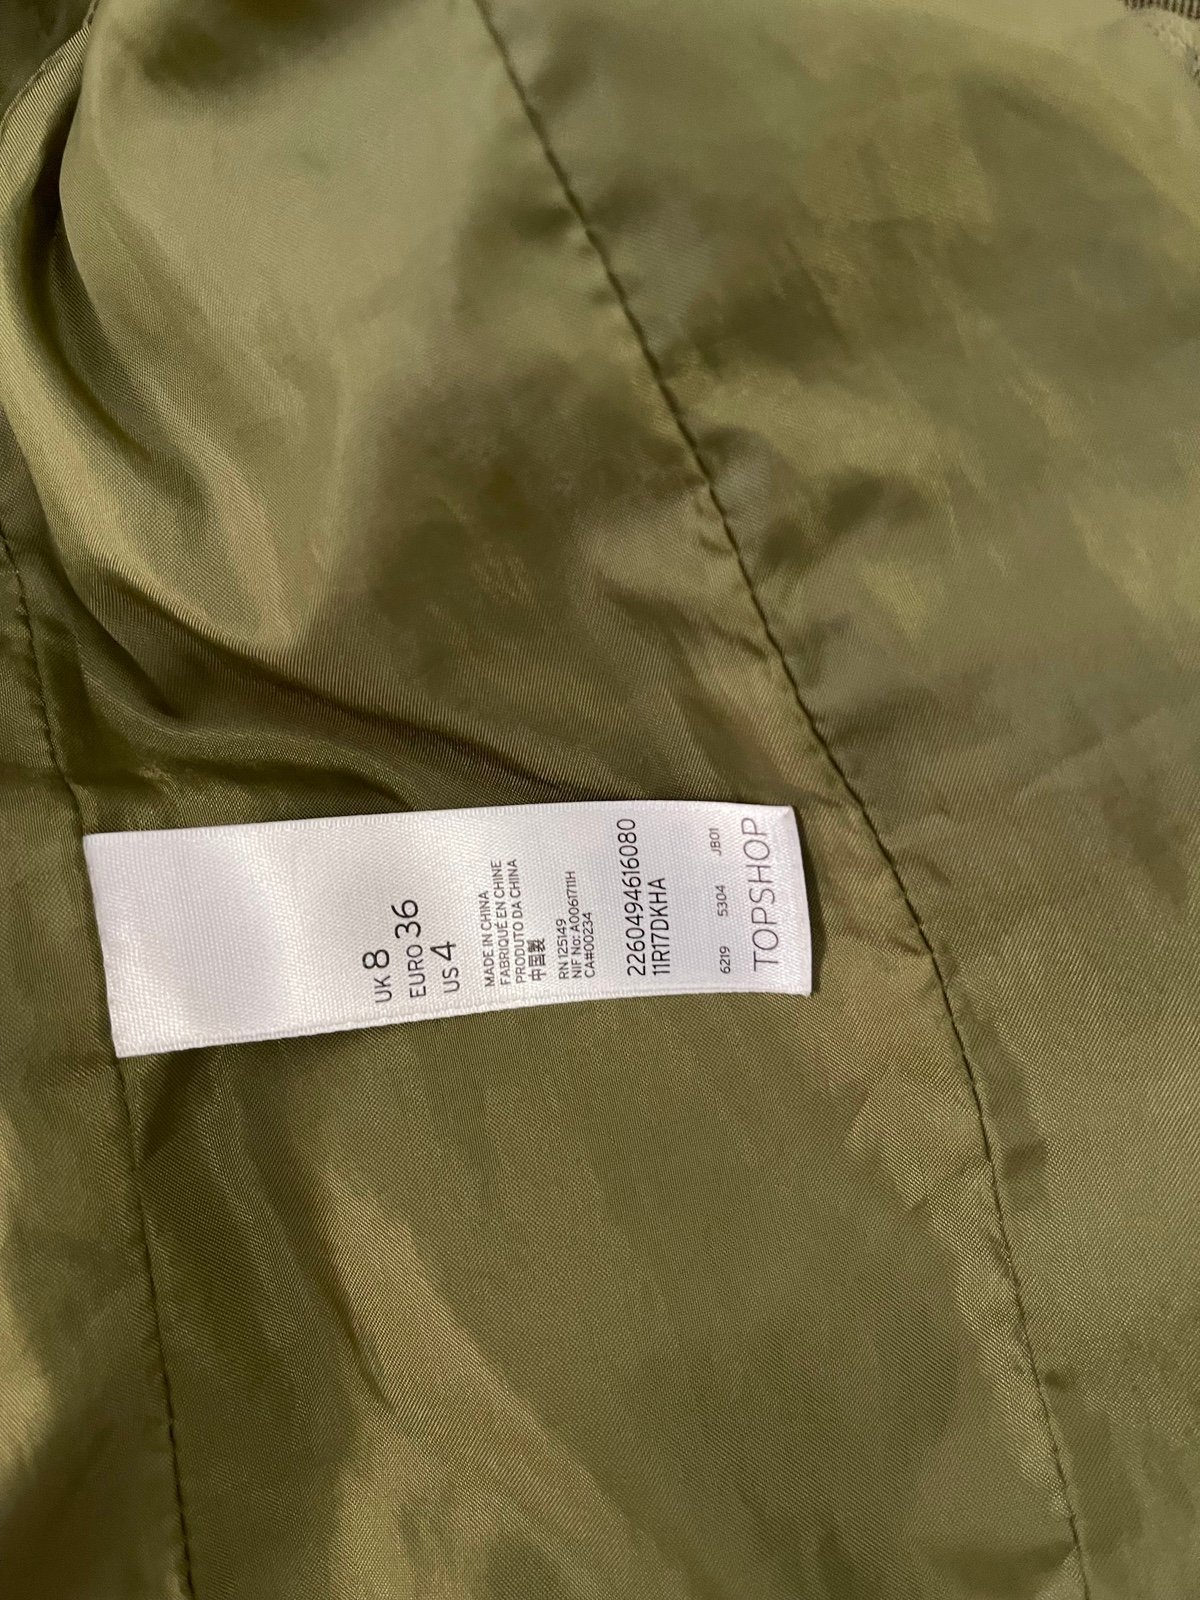 UK 8
EURO 36
US 4
MADE IN CHINA
FABRIQUÉ EN CHINE
PRODUTO DA CHINA
中国製
RN 125149
NIF No: A0061711H
CA#00234
2260494616080
11R17DKHA
6219 5304 JB01
TOPSHOP